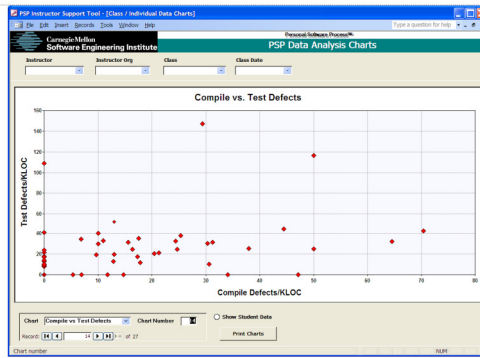 PSP Instructor Support Tool - [Class / Individual Data Charts]
File Edit Insert Records Tools Window Help
Type a question for help
CarnegieMellon
Software Engineering Institute
Personal Software Process℠
PSP Data Analysis Charts
Instructor Instructor Org Class Class Date
Compile vs. Test Defects
Test Defects/KLOC
160
140
120
100
80
60
40
20
0
0 10 20 30 40 50 60 70 80
Compile Defects/KLOC
Chart Compile vs Test Defects Chart Number 14
Show Student Data
Record: 14 of 27
Print Charts
Chart number NUM